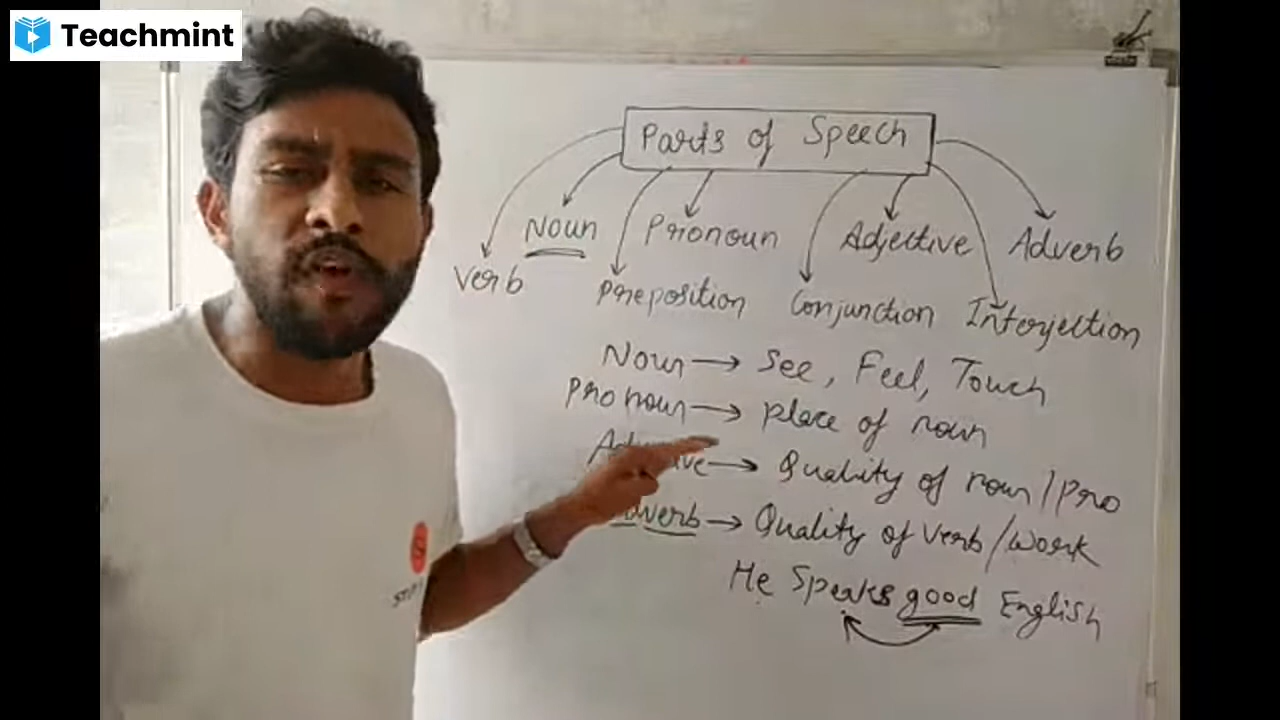 Teachmint
Parts of Speech
Noun Pronoun Adjective Adverb
Verb Preposition Conjunction Interjection
Noun → See, Feel, Touch
Pronoun → place of noun
→ Quality of noun/Pro
Adverb → Quality of verb/work
He Speaks good English